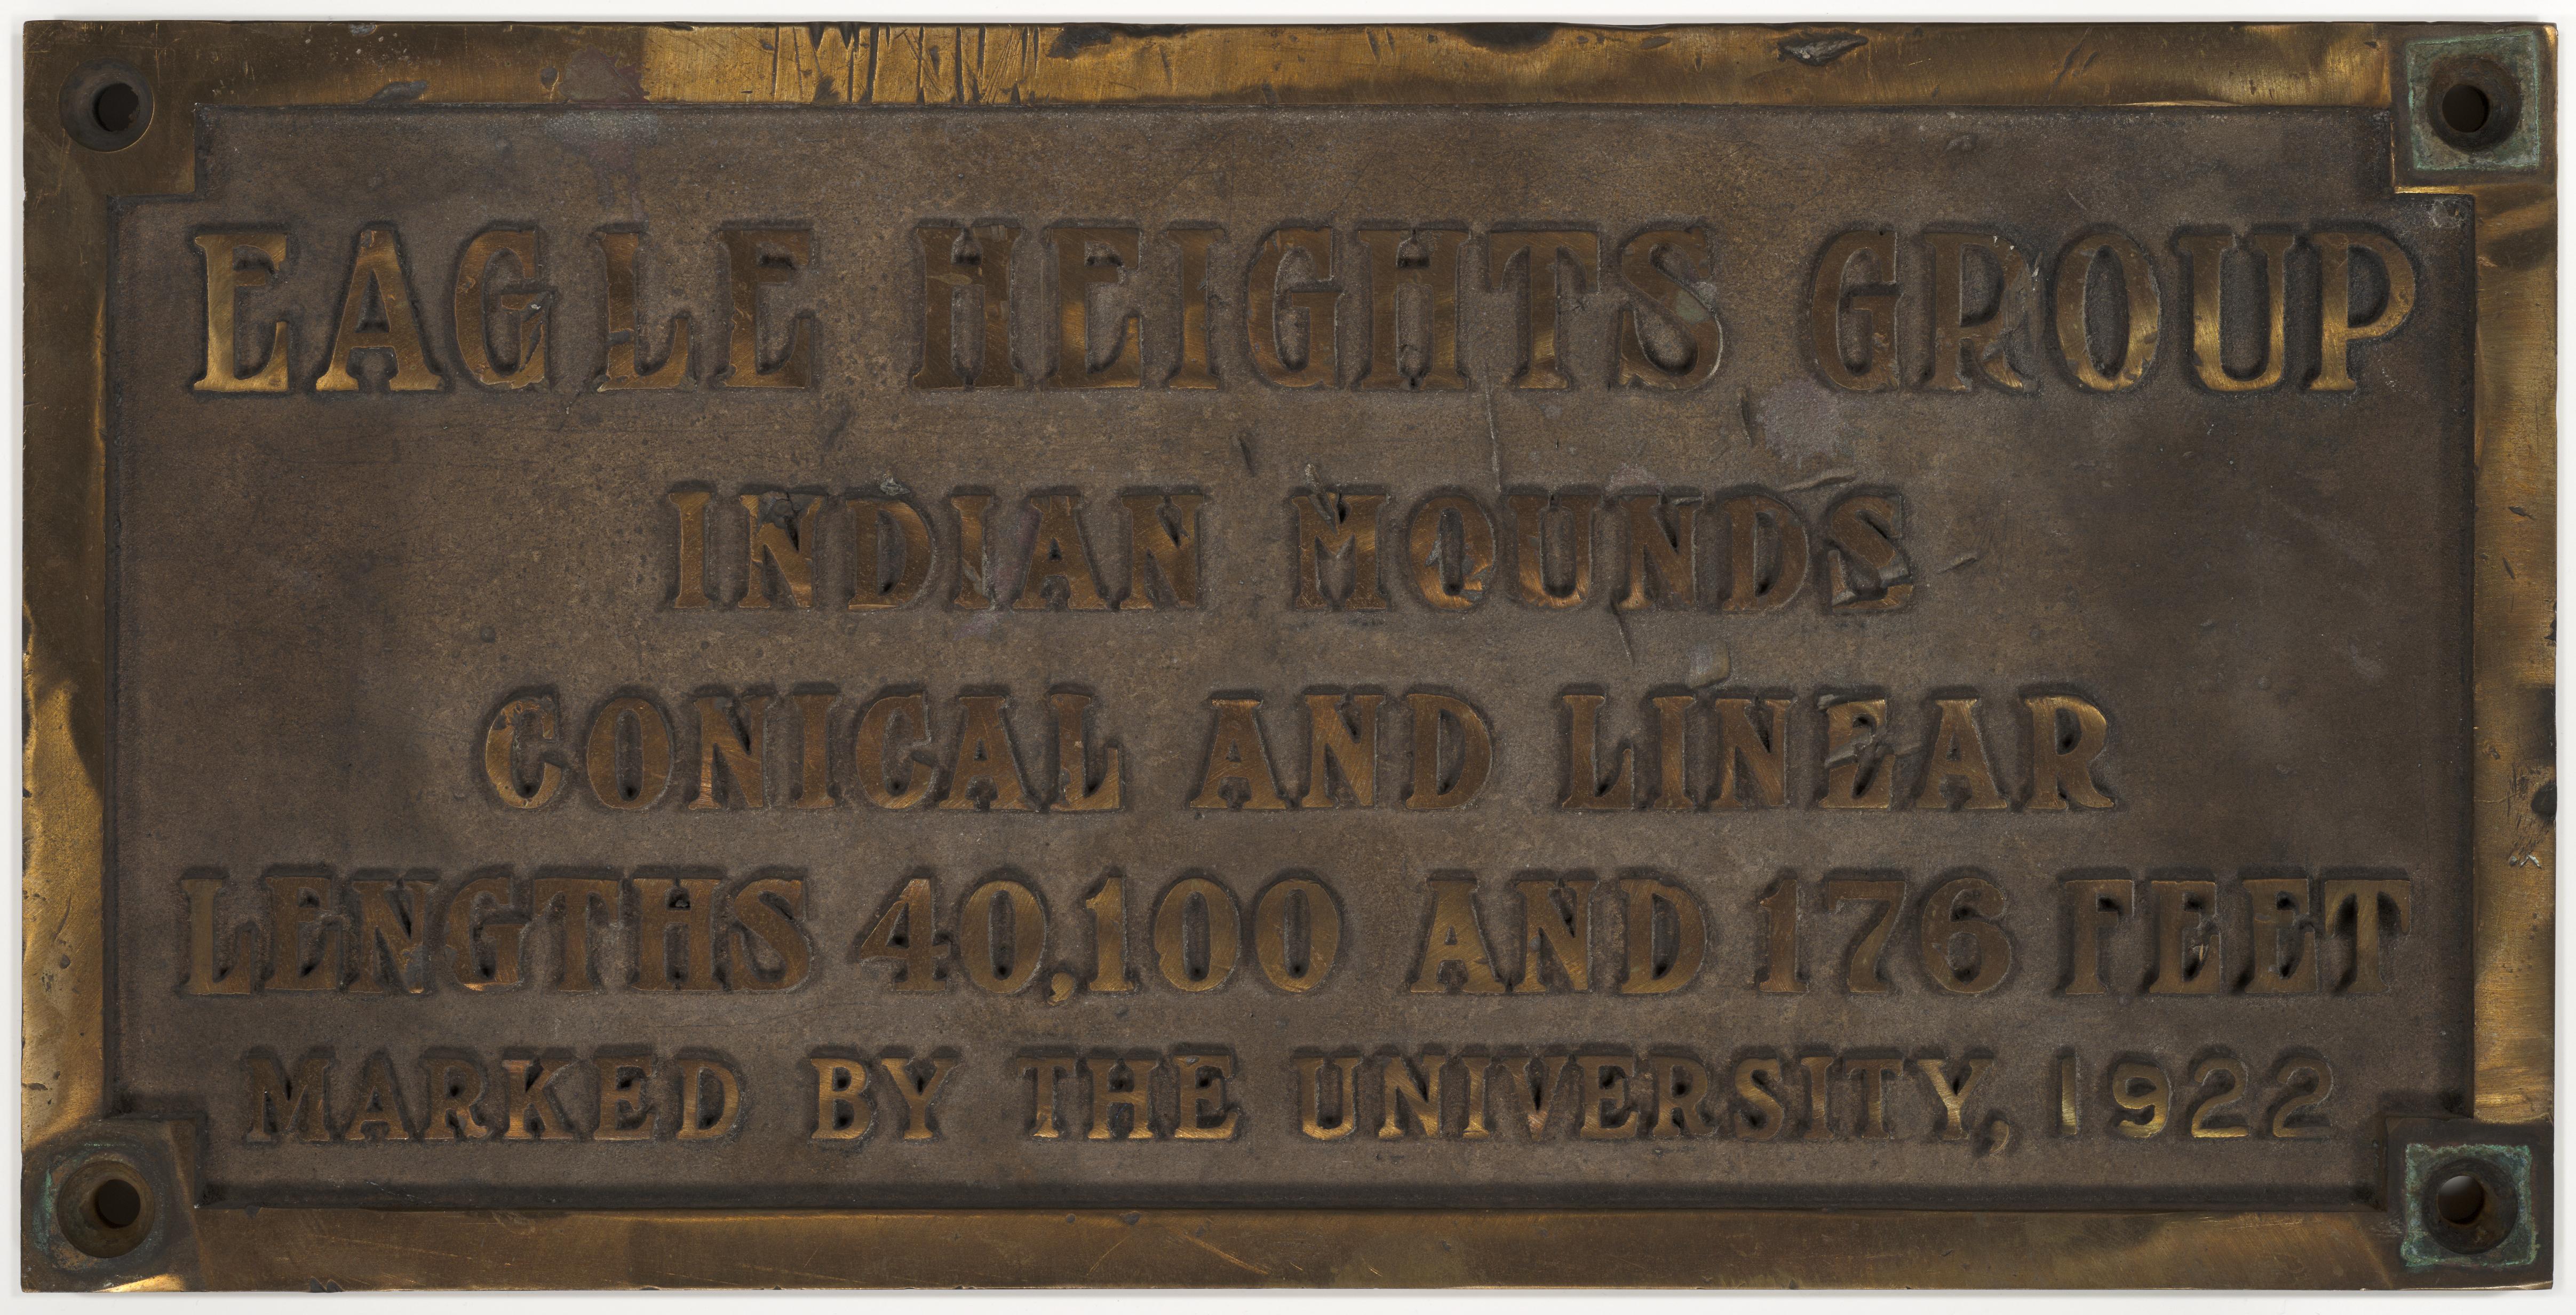 EAGLE HEIGHTS GROUP
INDIAN MOUNDS
CONICAL AND LINEAR
LENGTHS 40,100 AND 176 FEET
MARKED BY THE UNIVERSITY, 1922